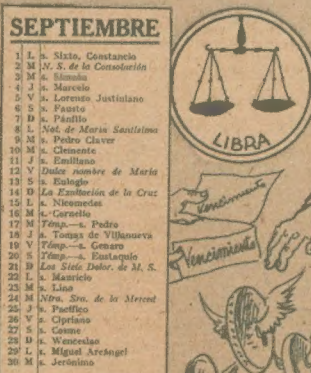 SEPTIEMBRE
1 L s. Sixto, Constancio
2 M N. S. de la Consolación
3 M s.
4 J s. Marcelo
5 V s. Lorenzo Justiniano
6 S s. Fausto
7 D s. Pánfilo
8 L Nat. de María Santísima
9 M s. Pedro Claver
10 M s. Clemente
11 J s. Emiliano
12 V Dulce nombre de María
13 S s. Eulogio
14 D La Exaltación de la Cruz
15 L s. Nicomedes
16 M s. Cornelio
17 M Témp.—s. Pedro
18 J s. Tomas de Villanueva
19 V Témp.—s. Genaro
20 S Témp.—s. Eustaquio
21 D Los Siete Dolor. de M. S.
22 L s. Mauricio
23 M s. Lino
24 M Ntra. Sra. de la Merced
25 J s. Pacífico
26 V s. Cipriano
27 S s. Cosme
28 D s. Wenceslao
29 L s. Miguel Arcángel
30 M s. Jerónimo
LIBRA
Vencimiento
Vencimiento